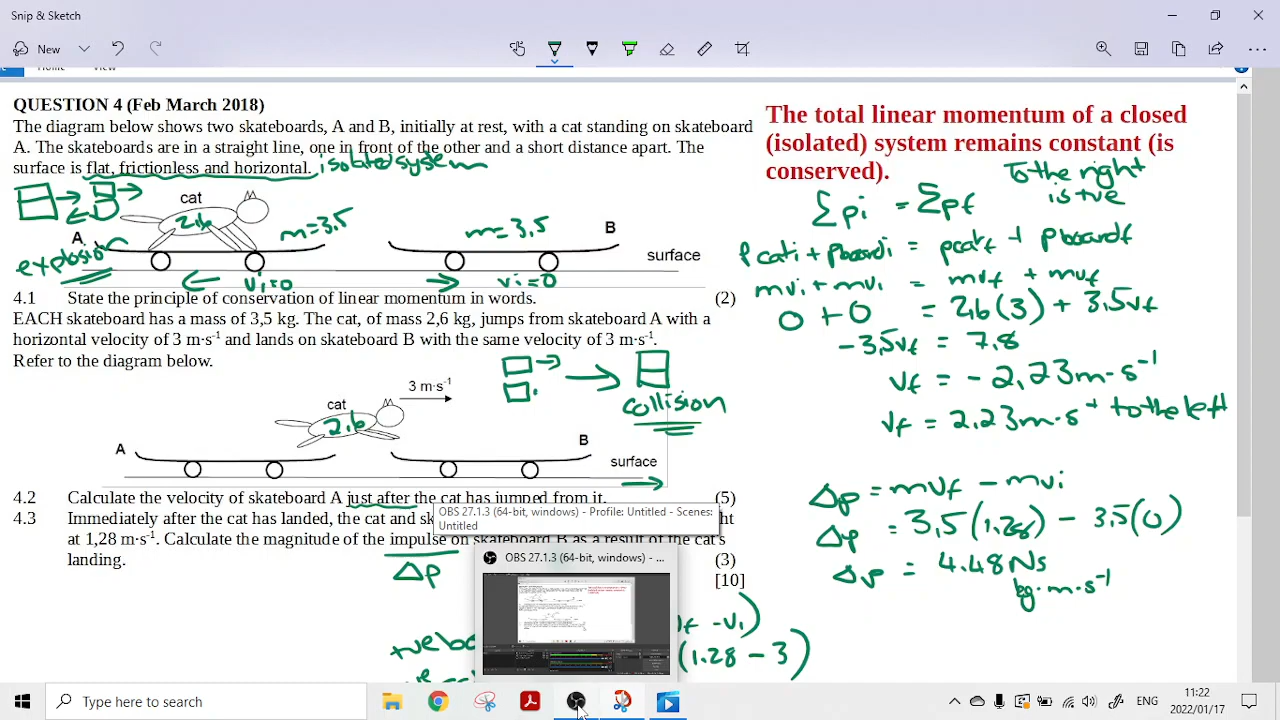 Snip & Sketch
New
Home View
QUESTION 4 (Feb March 2018)
The diagram below shows two skateboards, A and B, initially at rest, with a cat standing on skateboard
A. The skateboards are in a straight line, one in front of the other and a short distance apart. The
surface is flat, frictionless and horizontal. isolated system
cat
2.6
m=3.5
m=3.5
A
B
surface
explosion
vi=0
vi=0
4.1 State the principle of conservation of linear momentum in words. (2)
EACH skateboard has a mass of 3,5 kg. The cat, of mass 2,6 kg, jumps from skateboard A with a
horizontal velocity of 3 m·s-1 and lands on skateboard B with the same velocity of 3 m·s-1.
Refer to the diagram below.
3 m·s-1
collision
cat
2.6
A
B
surface
4.2 Calculate the velocity of skateboard A just after the cat has jumped from it. (5)
4.3 Immediately after the cat has landed, the cat and sk
ht
at 1,28 m·s-1. Calculate the magnitude of the impulse on skateboard B as a result of the cat's
landing. (3)
Δp
[10]
OBS 27.1.3 (64-bit, windows) - Profile: Untitled - Scenes:
Untitled
OBS 27.1.3 (64-bit, windows) - ...
+ve
f - vi)
(1.28 - 3)
The total linear momentum of a closed
(isolated) system remains constant (is
conserved).
To the right
is +ve
Σpi = Σpf
pcati + pboardi = pcatf + pboardf
mvi + mvi = mvf + mvf
0 + 0 = 2,6(3) + 3.5vf
-3,5vf = 7.8
vf = -2,23m·s-1
vf = 2.23m·s-1 to the left
Δp = mvf - mvi
Δp = 3,5(1.28) - 3.5(0)
Δp = 4.48Ns
kg·m·s-1
Type here to search
11:22
2022/01/17